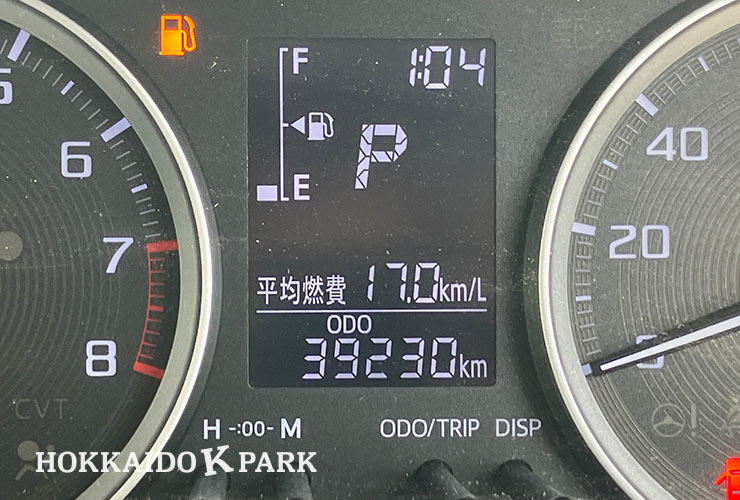 F
1:04
P
E
平均燃費 17.0km/L
ODO
39230km
6
7
8
CVT
40
20
H -:00- M
ODO/TRIP DISP
HOKKAIDO K PARK